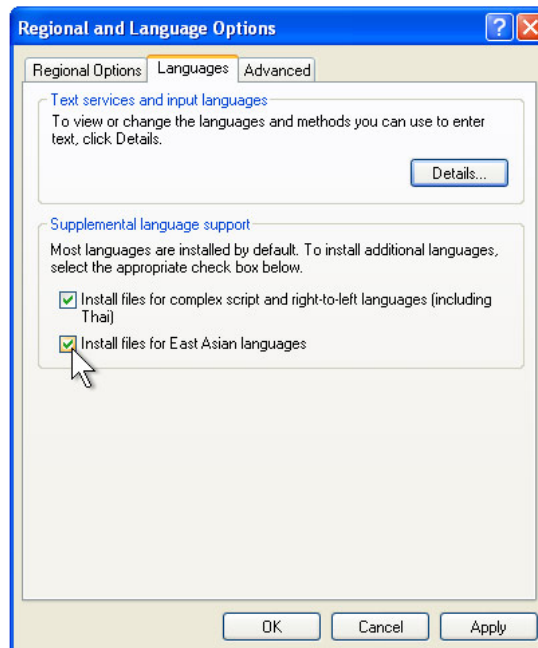 Regional and Language Options
Regional Options Languages Advanced
Text services and input languages
To view or change the languages and methods you can use to enter
text, click Details.
Details...
Supplemental language support
Most languages are installed by default. To install additional languages,
select the appropriate check box below.
Install files for complex script and right-to-left languages (including
Thai)
Install files for East Asian languages
OK Cancel Apply